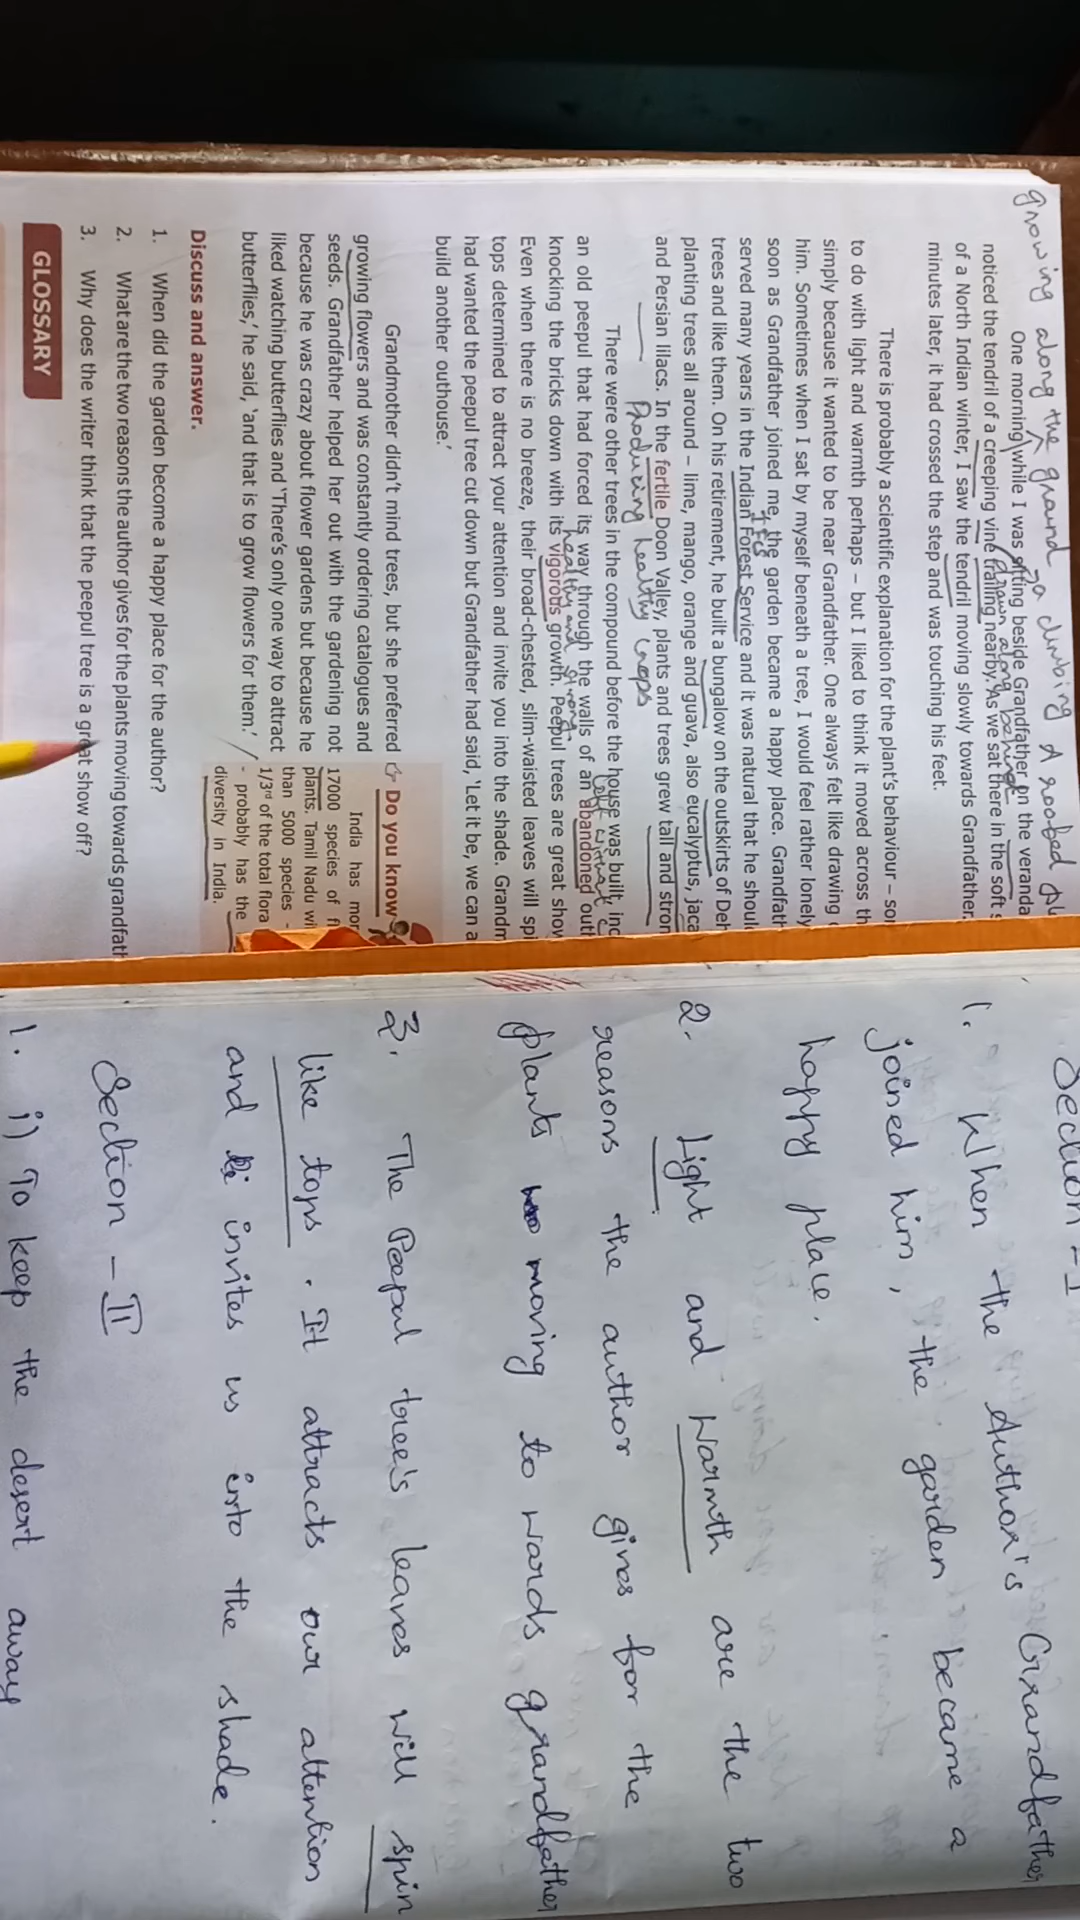 growing along the ground or a climbing A rooted
One morning while I was sitting beside Grandfather on the veranda
noticed the tendril of a creeping vine trailing nearby. As we sat there in the soft
drawn along behind
of a North Indian winter, I saw the tendril moving slowly towards Grandfather.
minutes later, it had crossed the step and was touching his feet.
There is probably a scientific explanation for the plant's behaviour –
to do with light and warmth perhaps – but I liked to think it moved across
simply because it wanted to be near Grandfather. One always felt like drawing
him. Sometimes when I sat by myself beneath a tree, I would feel rather lonely
soon as Grandfather joined me, the garden became a happy place.
IFS
served many years in the Indian Forest Service and it was natural that he
trees and like them. On his retirement, he built a bungalow on the outskirts of
planting trees all around – lime, mango, orange and guava, also eucalyptus,
and Persian lilacs. In the fertile Doon Valley, plants and trees grew tall and
Producing healthy Crops
There were other trees in the compound before the house was built,
Left without
an old peepul that had forced its way through the walls of an abandoned
healthy and strong
knocking the bricks down with its vigorous growth. Peepul trees are great
Even when there is no breeze, their broad-chested, slim-waisted leaves will
tops determined to attract your attention and invite you into the shade.
had wanted the peepul tree cut down but Grandfather had said, 'Let it be, we can
build another outhouse.'
Grandmother didn't mind trees, but she preferred
growing flowers and was constantly ordering catalogues and
seeds. Grandfather helped her out with the gardening not
because he was crazy about flower gardens but because he
liked watching butterflies and 'There's only one way to attract
butterflies,' he said, 'and that is to grow flowers for them.'
Do you know
India has
17000 species of
plants. Tamil Nadu
than 5000 species -
1/3rd of the total flora
- probably has the
diversity in India.
Discuss and answer.
1. When did the garden become a happy place for the author?
2. What are the two reasons the author gives for the plants moving towards
3. Why does the writer think that the peepul tree is a great show off?
GLOSSARY
Section - I
1. When the Author's Grandfather
joined him, the garden became a
happy place.
2. Light and Warmth are the two
reasons the author gives for the
plants moving to wards grandfather
3. The Peepul tree's leaves will spin
like tops. It attracts our attention
and invites us into the shade.
Section - II
1. i) To keep the desert away